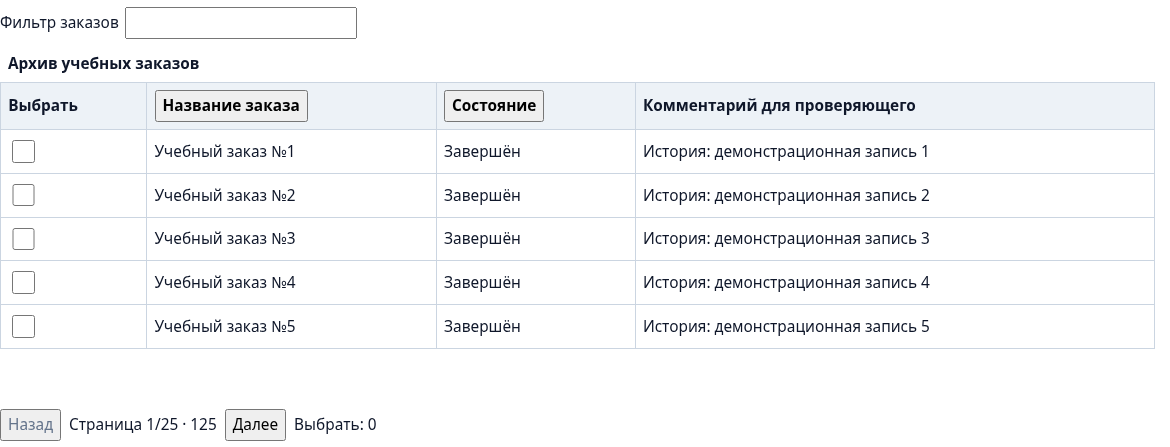 Фильтр заказов
Архив учебных заказов
Выбрать Название заказа Состояние Комментарий для проверяющего
Учебный заказ №1 Завершён История: демонстрационная запись 1
Учебный заказ №2 Завершён История: демонстрационная запись 2
Учебный заказ №3 Завершён История: демонстрационная запись 3
Учебный заказ №4 Завершён История: демонстрационная запись 4
Учебный заказ №5 Завершён История: демонстрационная запись 5
Назад Страница 1/25 · 125 Далее Выбрать: 0